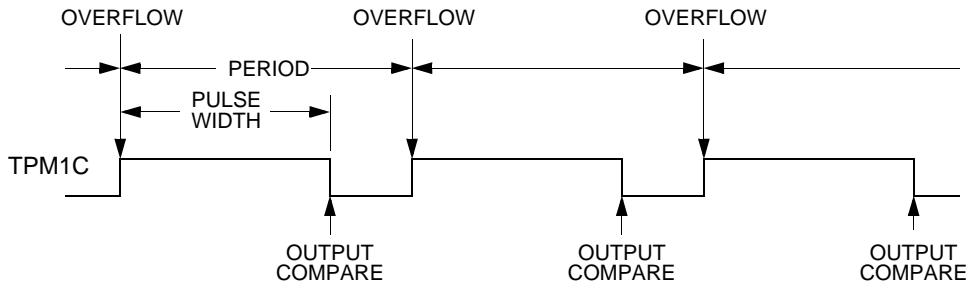 OVERFLOW
OVERFLOW
OVERFLOW
PERIOD
PULSE
WIDTH
TPM1C
OUTPUT
COMPARE
OUTPUT
COMPARE
OUTPUT
COMPARE